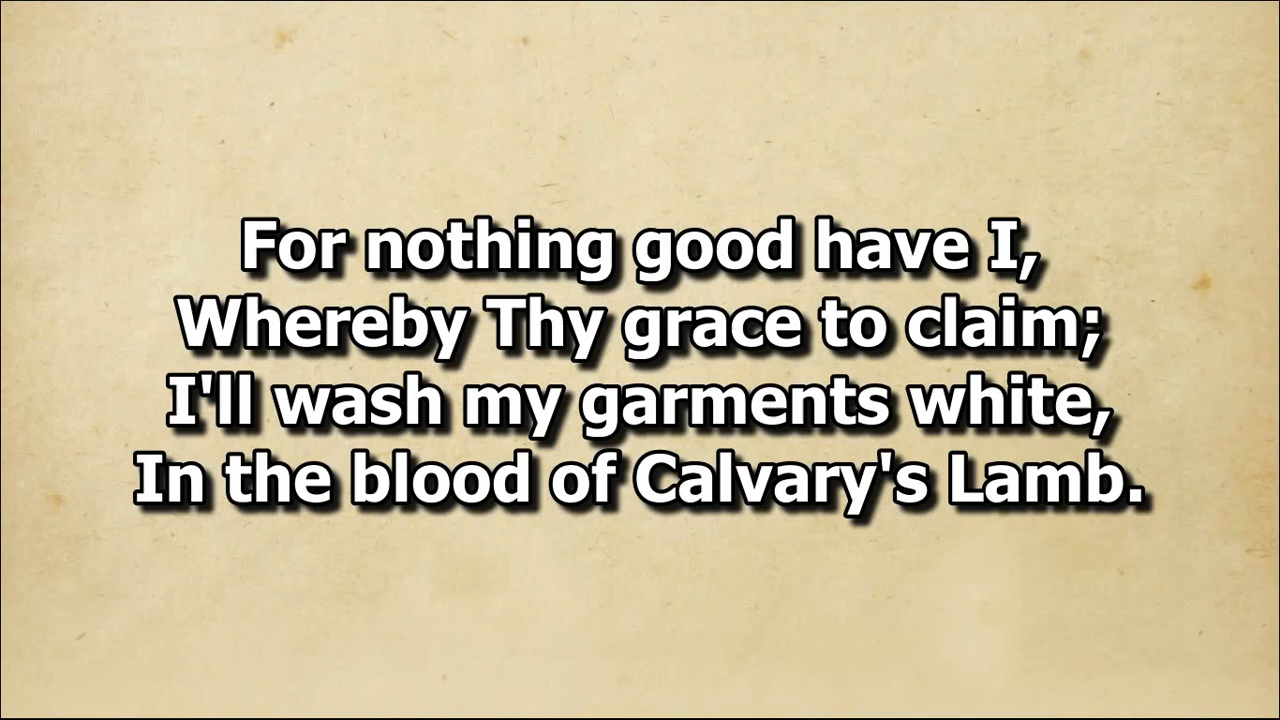 For nothing good have I,
Whereby Thy grace to claim;
I'll wash my garments white,
In the blood of Calvary's Lamb.